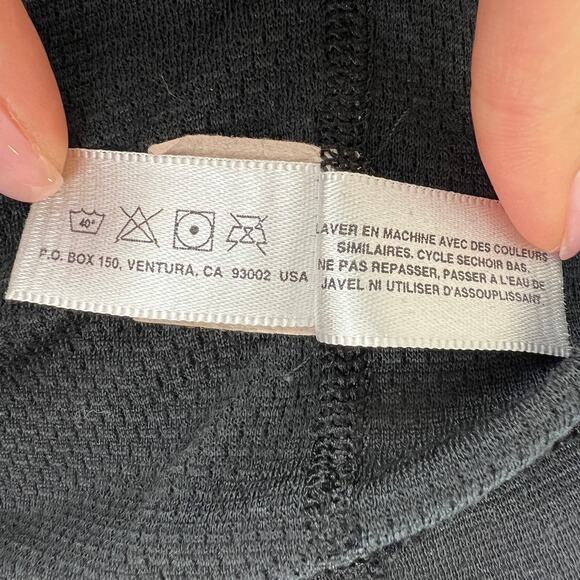 40°
P.O. BOX 150, VENTURA, CA 93002 USA
LAVER EN MACHINE AVEC DES COULEURS
SIMILAIRES. CYCLE SECHOIR BAS.
NE PAS REPASSER, PASSER À L'EAU DE
JAVEL NI UTILISER D'ASSOUPLISSANT.